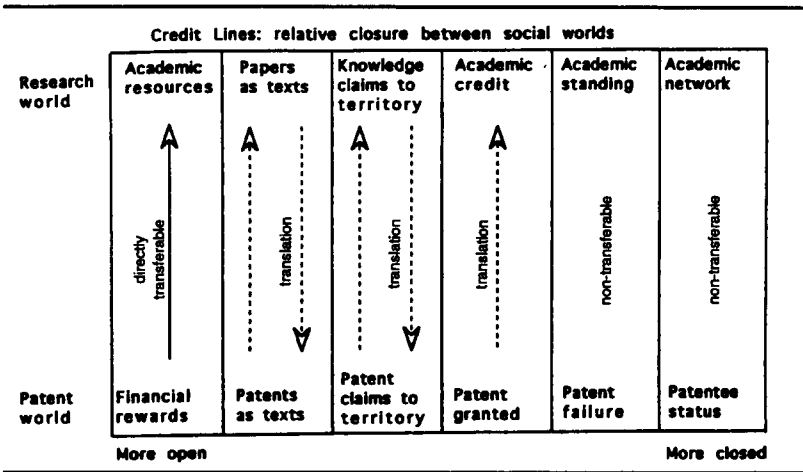 Credit Lines: relative closure between social worlds
Research
world
Academic
resources
Papers
as texts
Knowledge
claims to
territory
Academic
credit
Academic
standing
Academic
network
directly
transferable
translation
translation
translation
non-transferable
non-transferable
Patent
world
Financial
rewards
Patents
as texts
Patent
claims to
territory
Patent
granted
Patent
failure
Patentee
status
More open
More closed